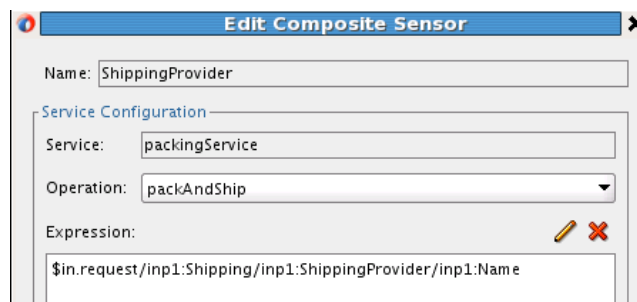 Edit Composite Sensor
Name: ShippingProvider
Service Configuration
Service: packingService
Operation: packAndShip
Expression:
$in.request/inp1:Shipping/inp1:ShippingProvider/inp1:Name